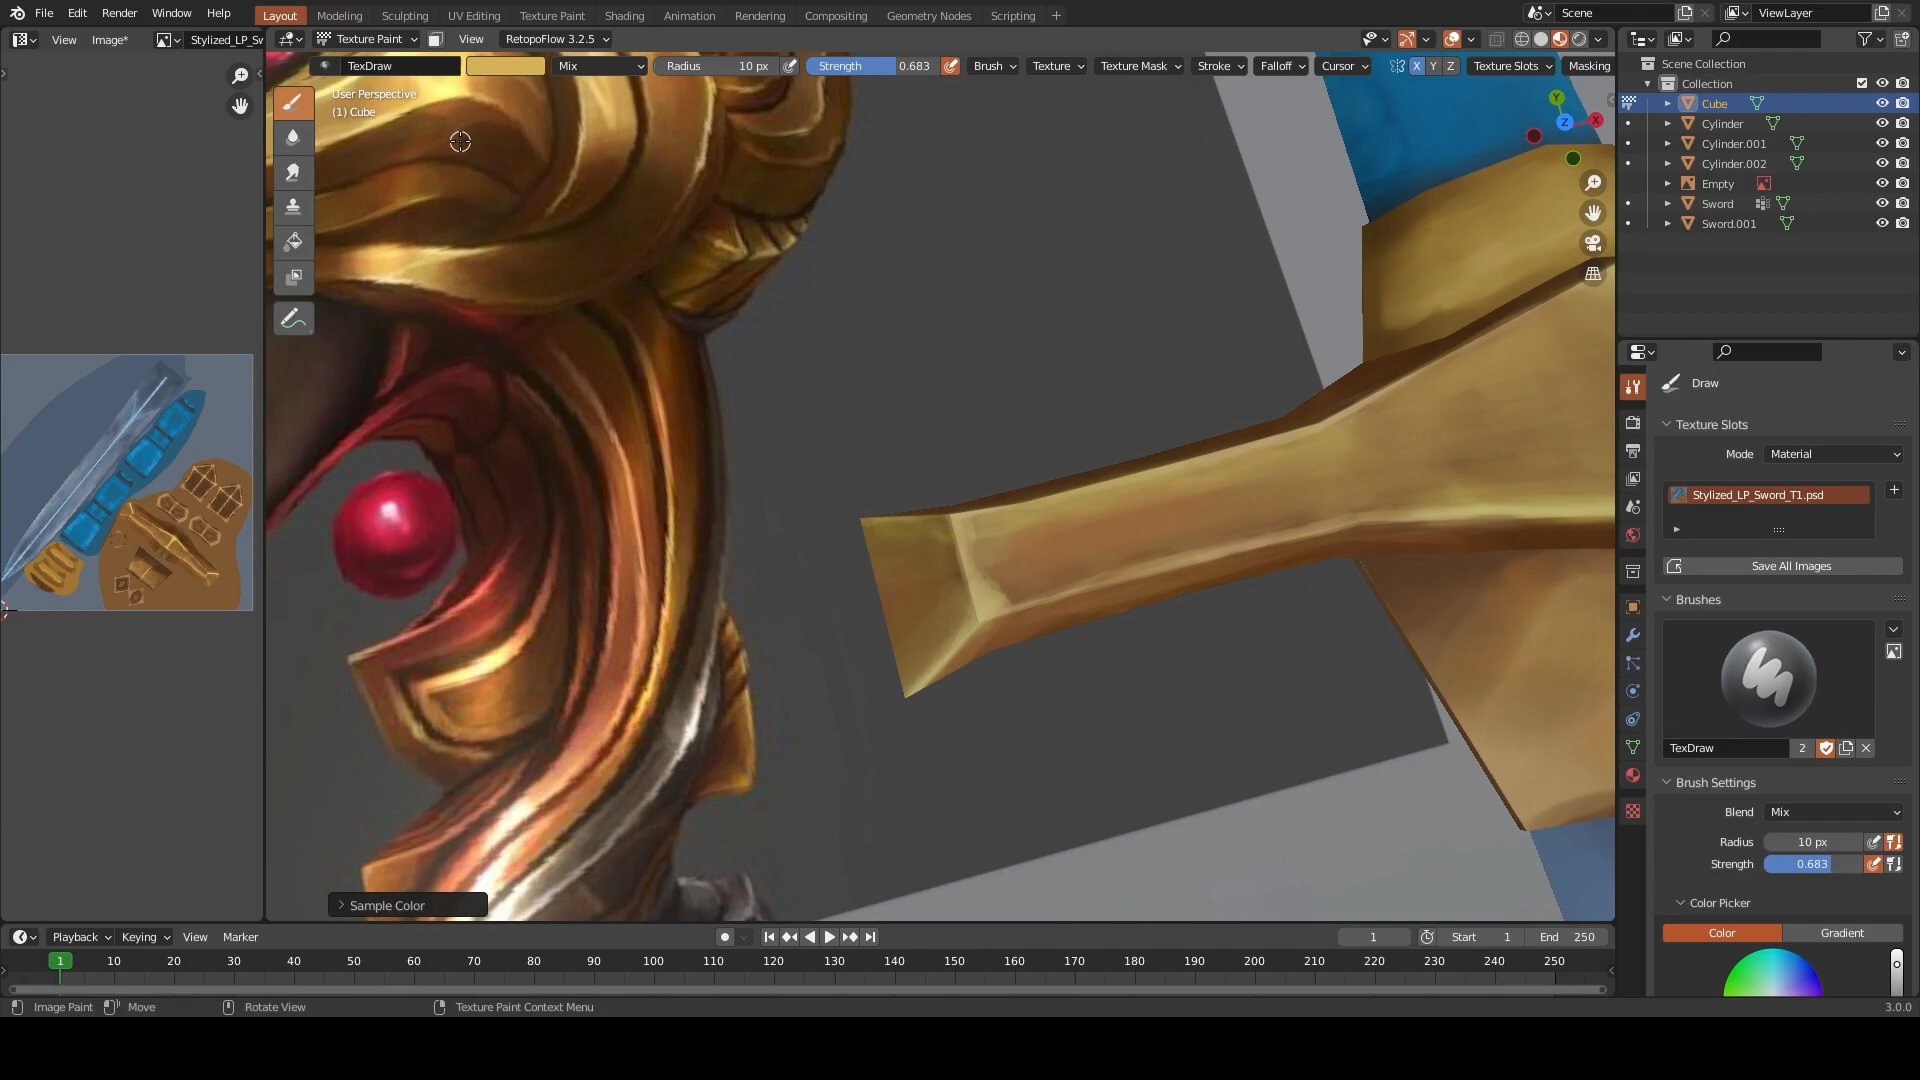 File Edit Render Window Help
Layout Modeling Sculpting UV Editing Texture Paint Shading Animation Rendering Compositing Geometry Nodes Scripting +
Scene
ViewLayer
View Image* Stylized_LP_Sw
Texture Paint View RetopoFlow 3.2.5
TexDraw Mix Radius 10 px Strength 0.683 Brush Texture Texture Mask Stroke Falloff Cursor X Y Z Texture Slots Masking
User Perspective
(1) Cube
Y
Z
X
Scene Collection
Collection
Cube
Cylinder
Cylinder.001
Cylinder.002
Empty
Sword
Sword.001
Draw
Texture Slots
Mode Material
Stylized_LP_Sword_T1.psd
Save All Images
Brushes
TexDraw 2
Brush Settings
Blend Mix
Radius 10 px
Strength 0.683
Color Picker
Color Gradient
Sample Color
Playback Keying View Marker 1 Start 1 End 250
1 10 20 30 40 50 60 70 80 90 100 110 120 130 140 150 160 170 180 190 200 210 220 230 240 250
Image Paint Move Rotate View Texture Paint Context Menu 3.0.0